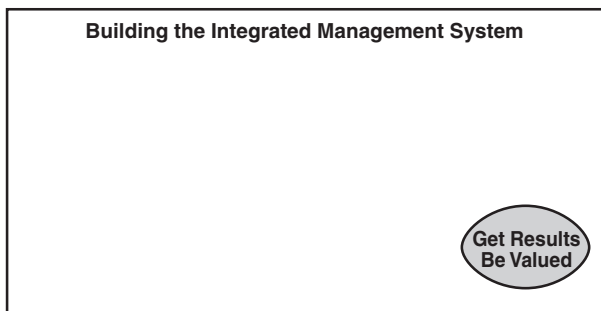 Building the Integrated Management System
Get Results
Be Valued